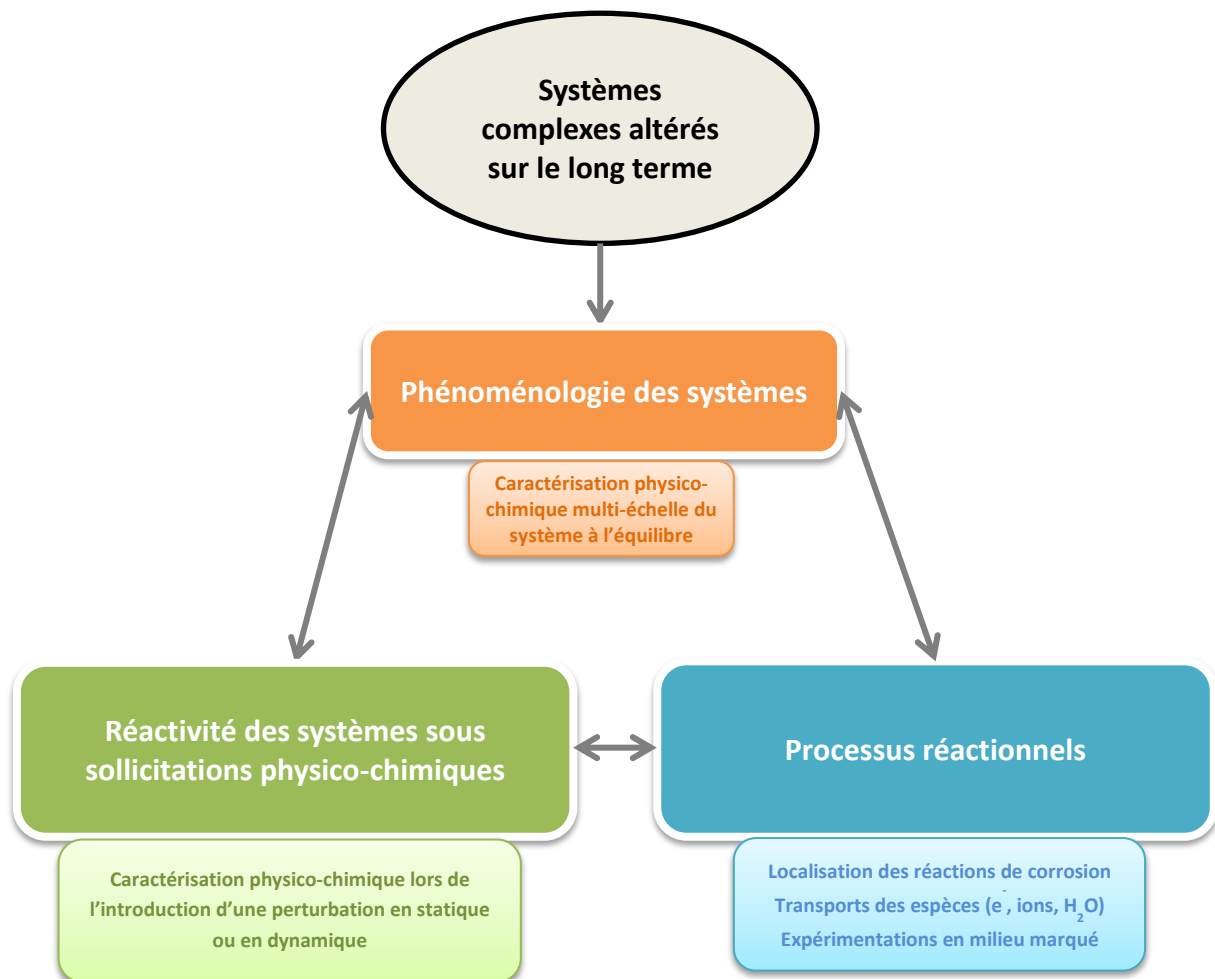 Systèmes
complexes altérés
sur le long terme
Phénoménologie des systèmes
Caractérisation physico-
chimique multi-échelle du
système à l’équilibre
Réactivité des systèmes sous
sollicitations physico-chimiques
Caractérisation physico-chimique lors de
l’introduction d’une perturbation en statique
ou en dynamique
Processus réactionnels
Localisation des réactions de corrosion
Transports des espèces (e⁻, ions, H₂O)
Expérimentations en milieu marqué